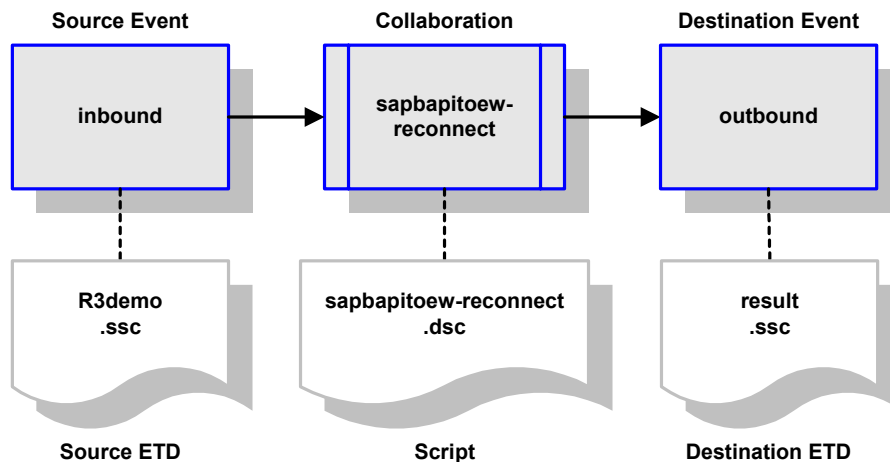 Source Event
Collaboration
Destination Event
inbound
sapbapitoew-
reconnect
outbound
R3demo
.ssc
sapbapitoew-reconnect
.dsc
result
.ssc
Source ETD
Script
Destination ETD